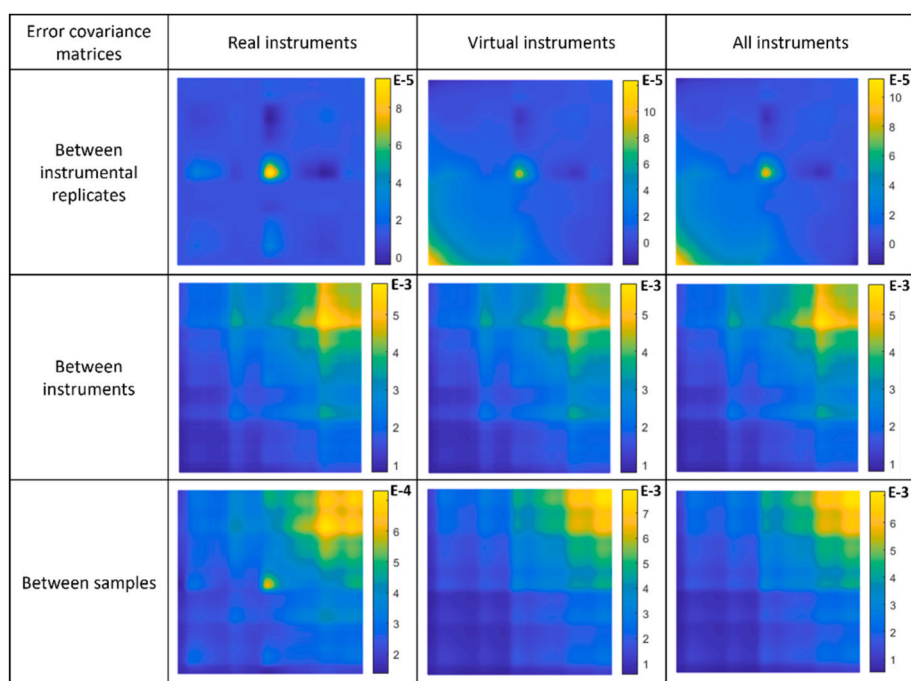 Error covariance
matrices
Real instruments
Virtual instruments
All instruments
Between
instrumental
replicates
E-5
8
6
4
2
0
E-5
12
10
8
6
4
2
0
E-5
10
8
6
4
2
0
Between
instruments
E-3
5
4
3
2
1
E-3
5
4
3
2
1
E-3
5
4
3
2
1
Between samples
E-4
6
5
4
3
2
E-3
7
6
5
4
3
2
1
E-3
6
5
4
3
2
1